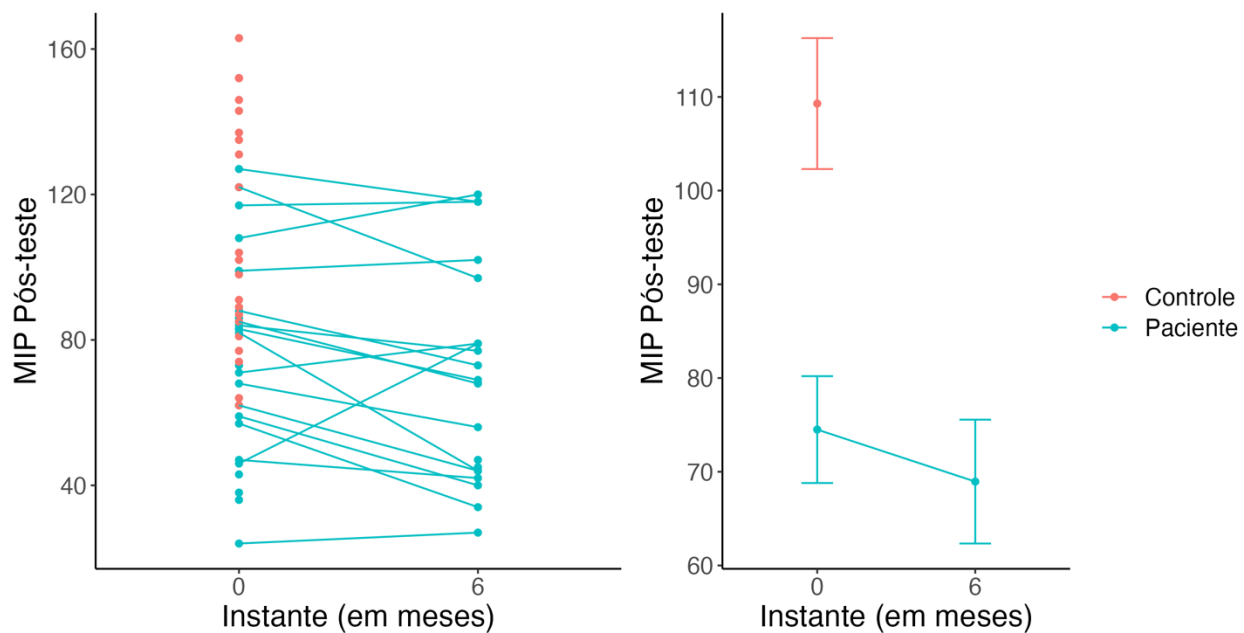 MIP Pós-teste
160
120
80
40
0
6
Instante (em meses)
MIP Pós-teste
110
100
90
80
70
60
0
6
Instante (em meses)
Controle
Paciente